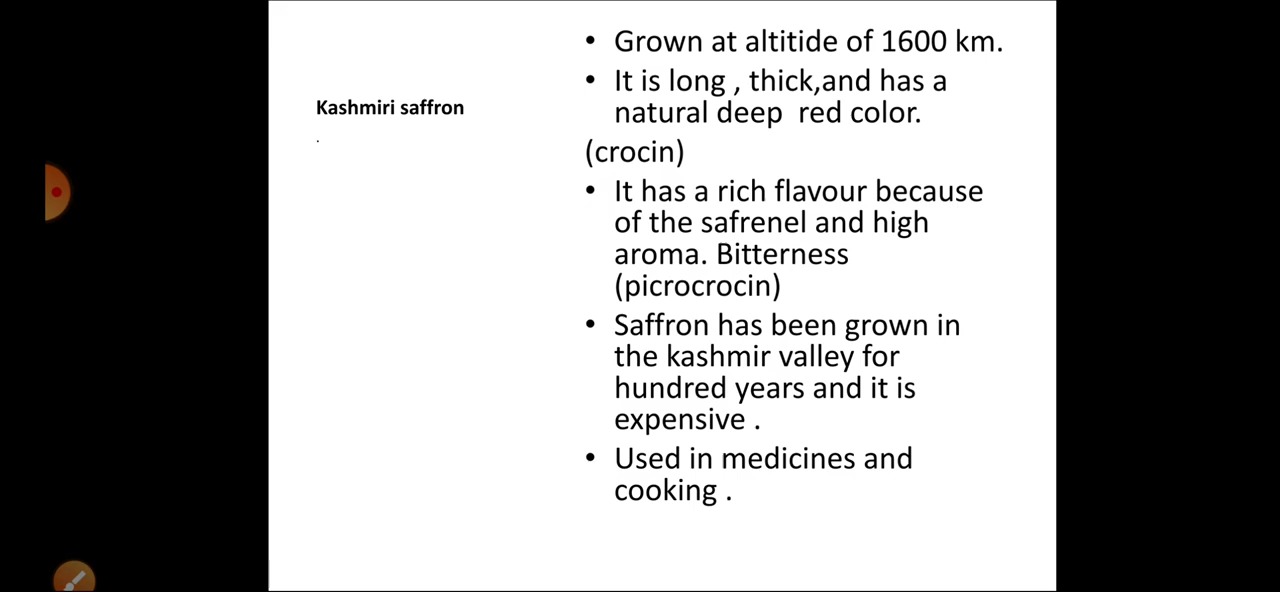 Kashmiri saffron
.
• Grown at altitide of 1600 km.
• It is long , thick,and has a
natural deep  red color.
(crocin)
• It has a rich flavour because
of the safrenel and high
aroma. Bitterness
(picrocrocin)
• Saffron has been grown in
the kashmir valley for
hundred years and it is
expensive .
• Used in medicines and
cooking .